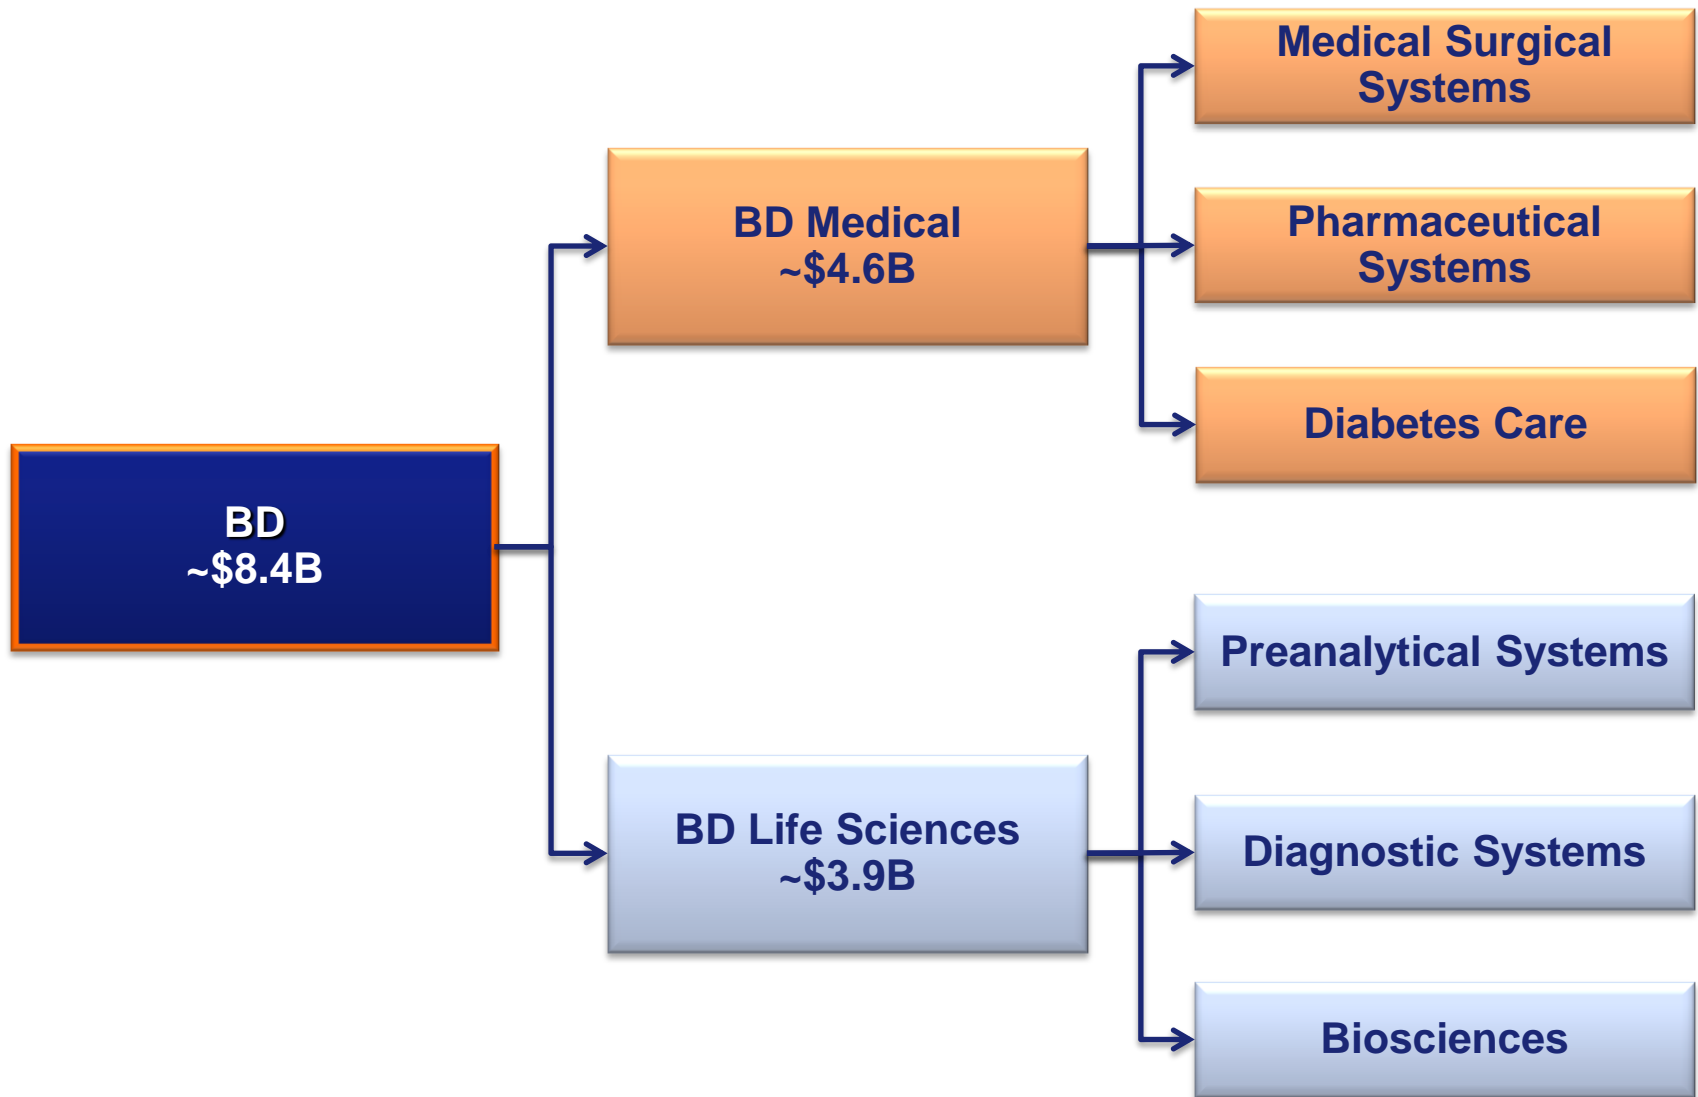 BD
~$8.4B
BD Medical
~$4.6B
Medical Surgical
Systems
Pharmaceutical
Systems
Diabetes Care
BD Life Sciences
~$3.9B
Preanalytical Systems
Diagnostic Systems
Biosciences